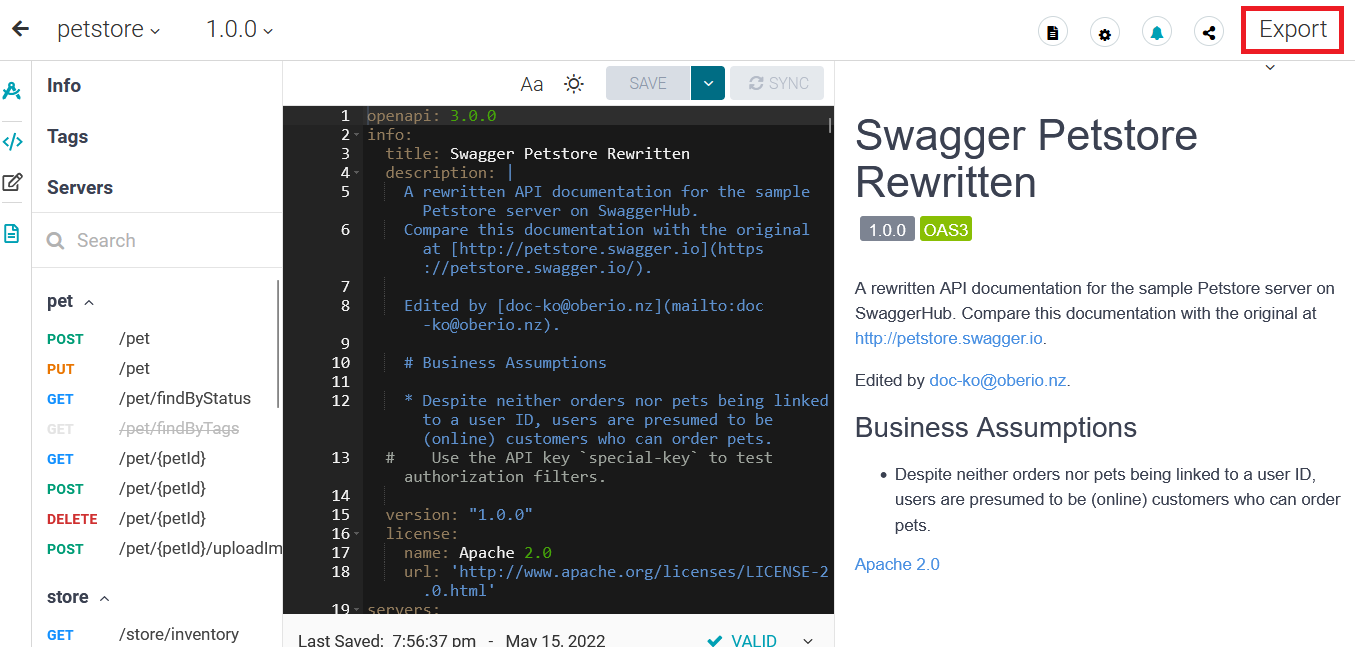 petstore 1.0.0 Export
Info
Tags
Servers
Search
pet
POST /pet
PUT /pet
GET /pet/findByStatus
GET /pet/findByTags
GET /pet/{petId}
POST /pet/{petId}
DELETE /pet/{petId}
POST /pet/{petId}/uploadIm
store
GET /store/inventory
Aa SAVE SYNC
1 openapi: 3.0.0
2 info:
3 title: Swagger Petstore Rewritten
4 description: |
5 A rewritten API documentation for the sample
Petstore server on SwaggerHub.
6 Compare this documentation with the original
at [http://petstore.swagger.io](https
://petstore.swagger.io/).
7
8 Edited by [doc-ko@oberio.nz](mailto:doc
-ko@oberio.nz).
9
10 # Business Assumptions
11
12 * Despite neither orders nor pets being linked
to a user ID, users are presumed to be
(online) customers who can order pets.
13 # Use the API key `special-key` to test
authorization filters.
14
15 version: "1.0.0"
16 license:
17 name: Apache 2.0
18 url: 'http://www.apache.org/licenses/LICENSE-2
.0.html'
19 servers:
Last Saved: 7:56:37 pm - May 15, 2022 VALID
Swagger Petstore
Rewritten
1.0.0 OAS3
A rewritten API documentation for the sample Petstore server on
SwaggerHub. Compare this documentation with the original at
http://petstore.swagger.io.
Edited by doc-ko@oberio.nz.
Business Assumptions
• Despite neither orders nor pets being linked to a user ID,
users are presumed to be (online) customers who can order
pets.
Apache 2.0